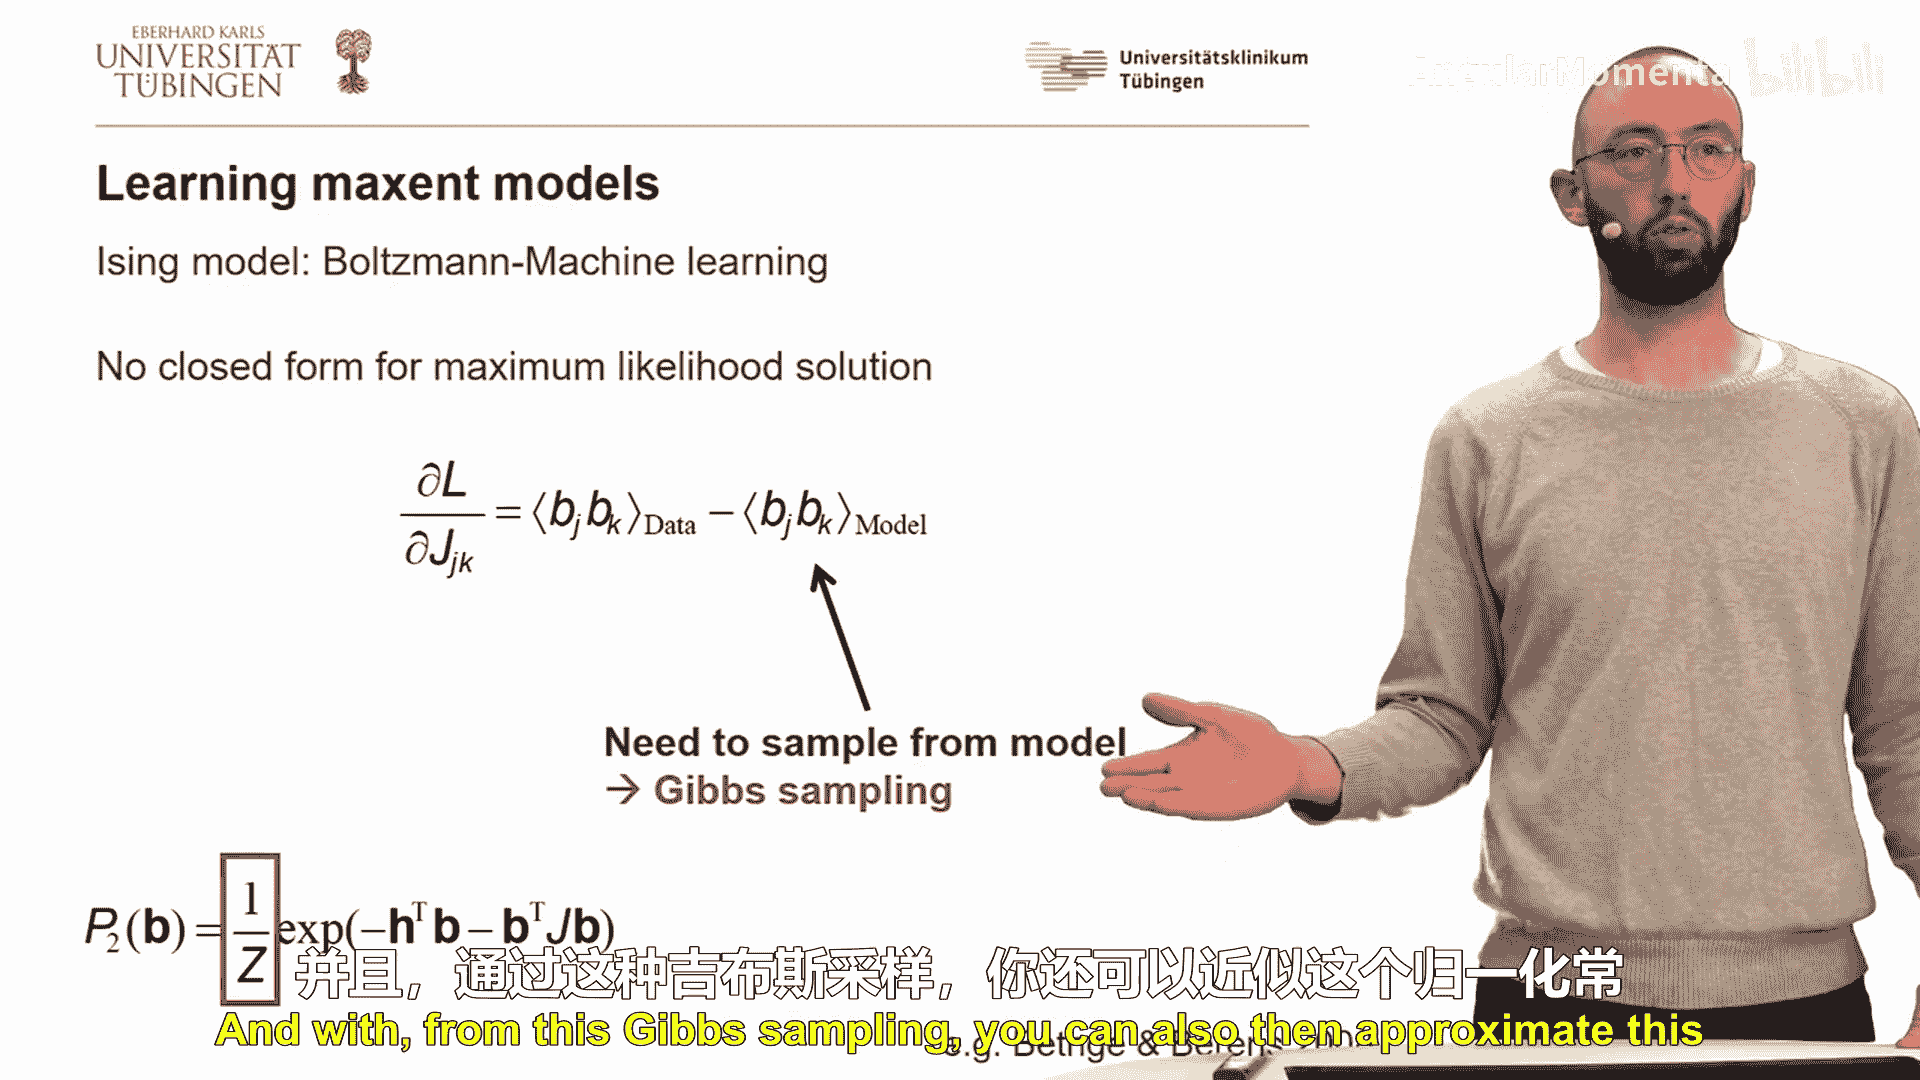 EBERHARD KARLS
UNIVERSITÄT
TÜBINGEN
Universitätsklinikum
Tübingen
bilibili
Learning maxent models
Ising model: Boltzmann-Machine learning
No closed form for maximum likelihood solution
∂L/∂J_jk = ⟨b_j b_k⟩_Data − ⟨b_j b_k⟩_Model
Need to sample from model
→ Gibbs sampling
P_2(b) = 1/Z exp(−h^T b − b^T J b)
并且，通过这种吉布斯采样，你还可以近似这个归一化常
And with, from this Gibbs sampling, you can also then approximate this
e.g. Bethge & Berens